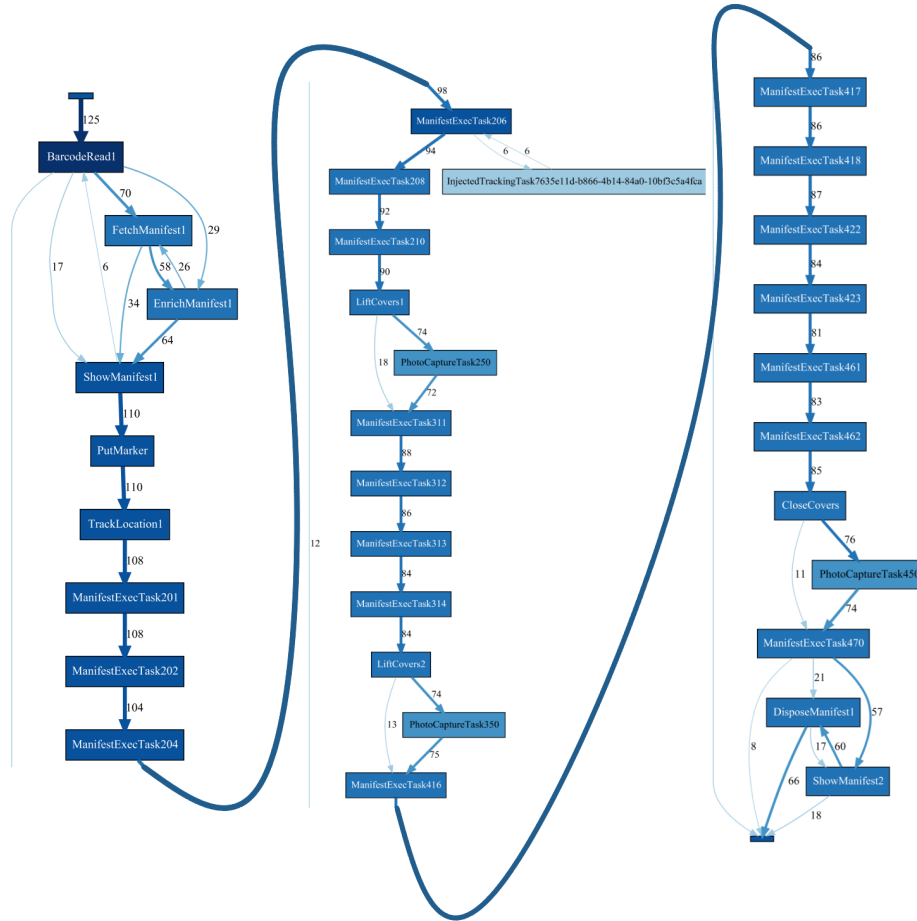 125
BarcodeRead1
70
FetchManifest1
29
17
6
58
26
34
EnrichManifest1
64
ShowManifest1
110
PutMarker
110
TrackLocation1
108
ManifestExecTask201
108
ManifestExecTask202
104
ManifestExecTask204
12
98
ManifestExecTask206
94
6
6
ManifestExecTask208
InjectedTrackingTask7635e11d-b866-4b14-84a0-10bf3c5a4fca
92
ManifestExecTask210
90
LiftCovers1
74
18
PhotoCaptureTask250
72
ManifestExecTask311
88
ManifestExecTask312
86
ManifestExecTask313
84
ManifestExecTask314
84
LiftCovers2
74
13
PhotoCaptureTask350
75
ManifestExecTask416
86
ManifestExecTask417
86
ManifestExecTask418
87
ManifestExecTask422
84
ManifestExecTask423
81
ManifestExecTask461
83
ManifestExecTask462
85
CloseCovers
76
11
PhotoCaptureTask450
74
ManifestExecTask470
21
57
DisposeManifest1
8
17
60
66
ShowManifest2
18